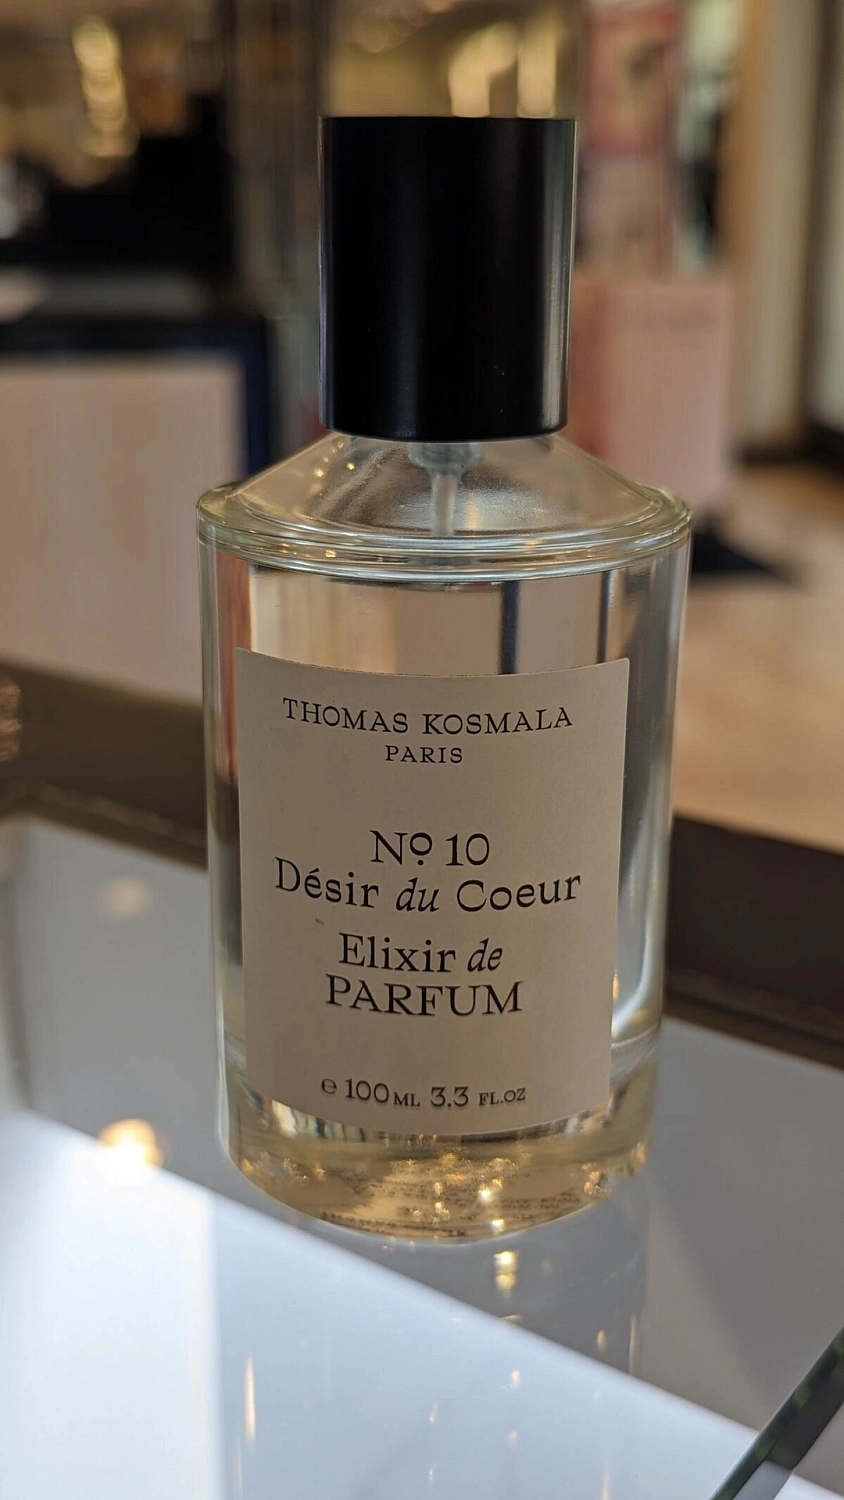 THOMAS KOSMALA
PARIS
Nº 10
Désir du Coeur
Elixir de
PARFUM
℮ 100 ML 3.3 FL.OZ